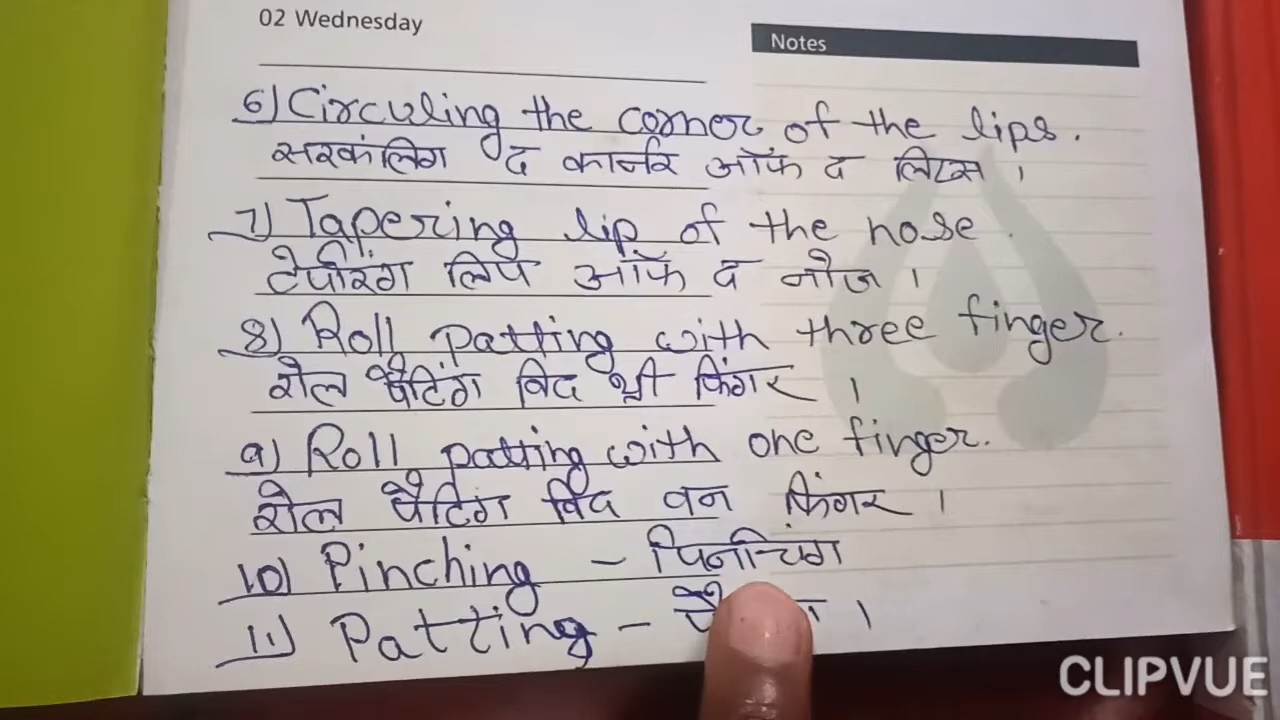 02 Wednesday
Notes
6) Circuling the corner of the lips.
सरकंलिग द कार्नर ऑफ द लिप्स ।
7) Tapering lip of the nose.
टेपरिंग लिप ऑफ द नोज ।
8) Roll patting with three finger.
रोल पैटिंग विद थ्री फिंगर ।
9) Roll patting with one finger.
रोल पैटिंग विद वन फिंगर ।
10) Pinching - पिनचिंग
11) Patting -
CLIPVUE